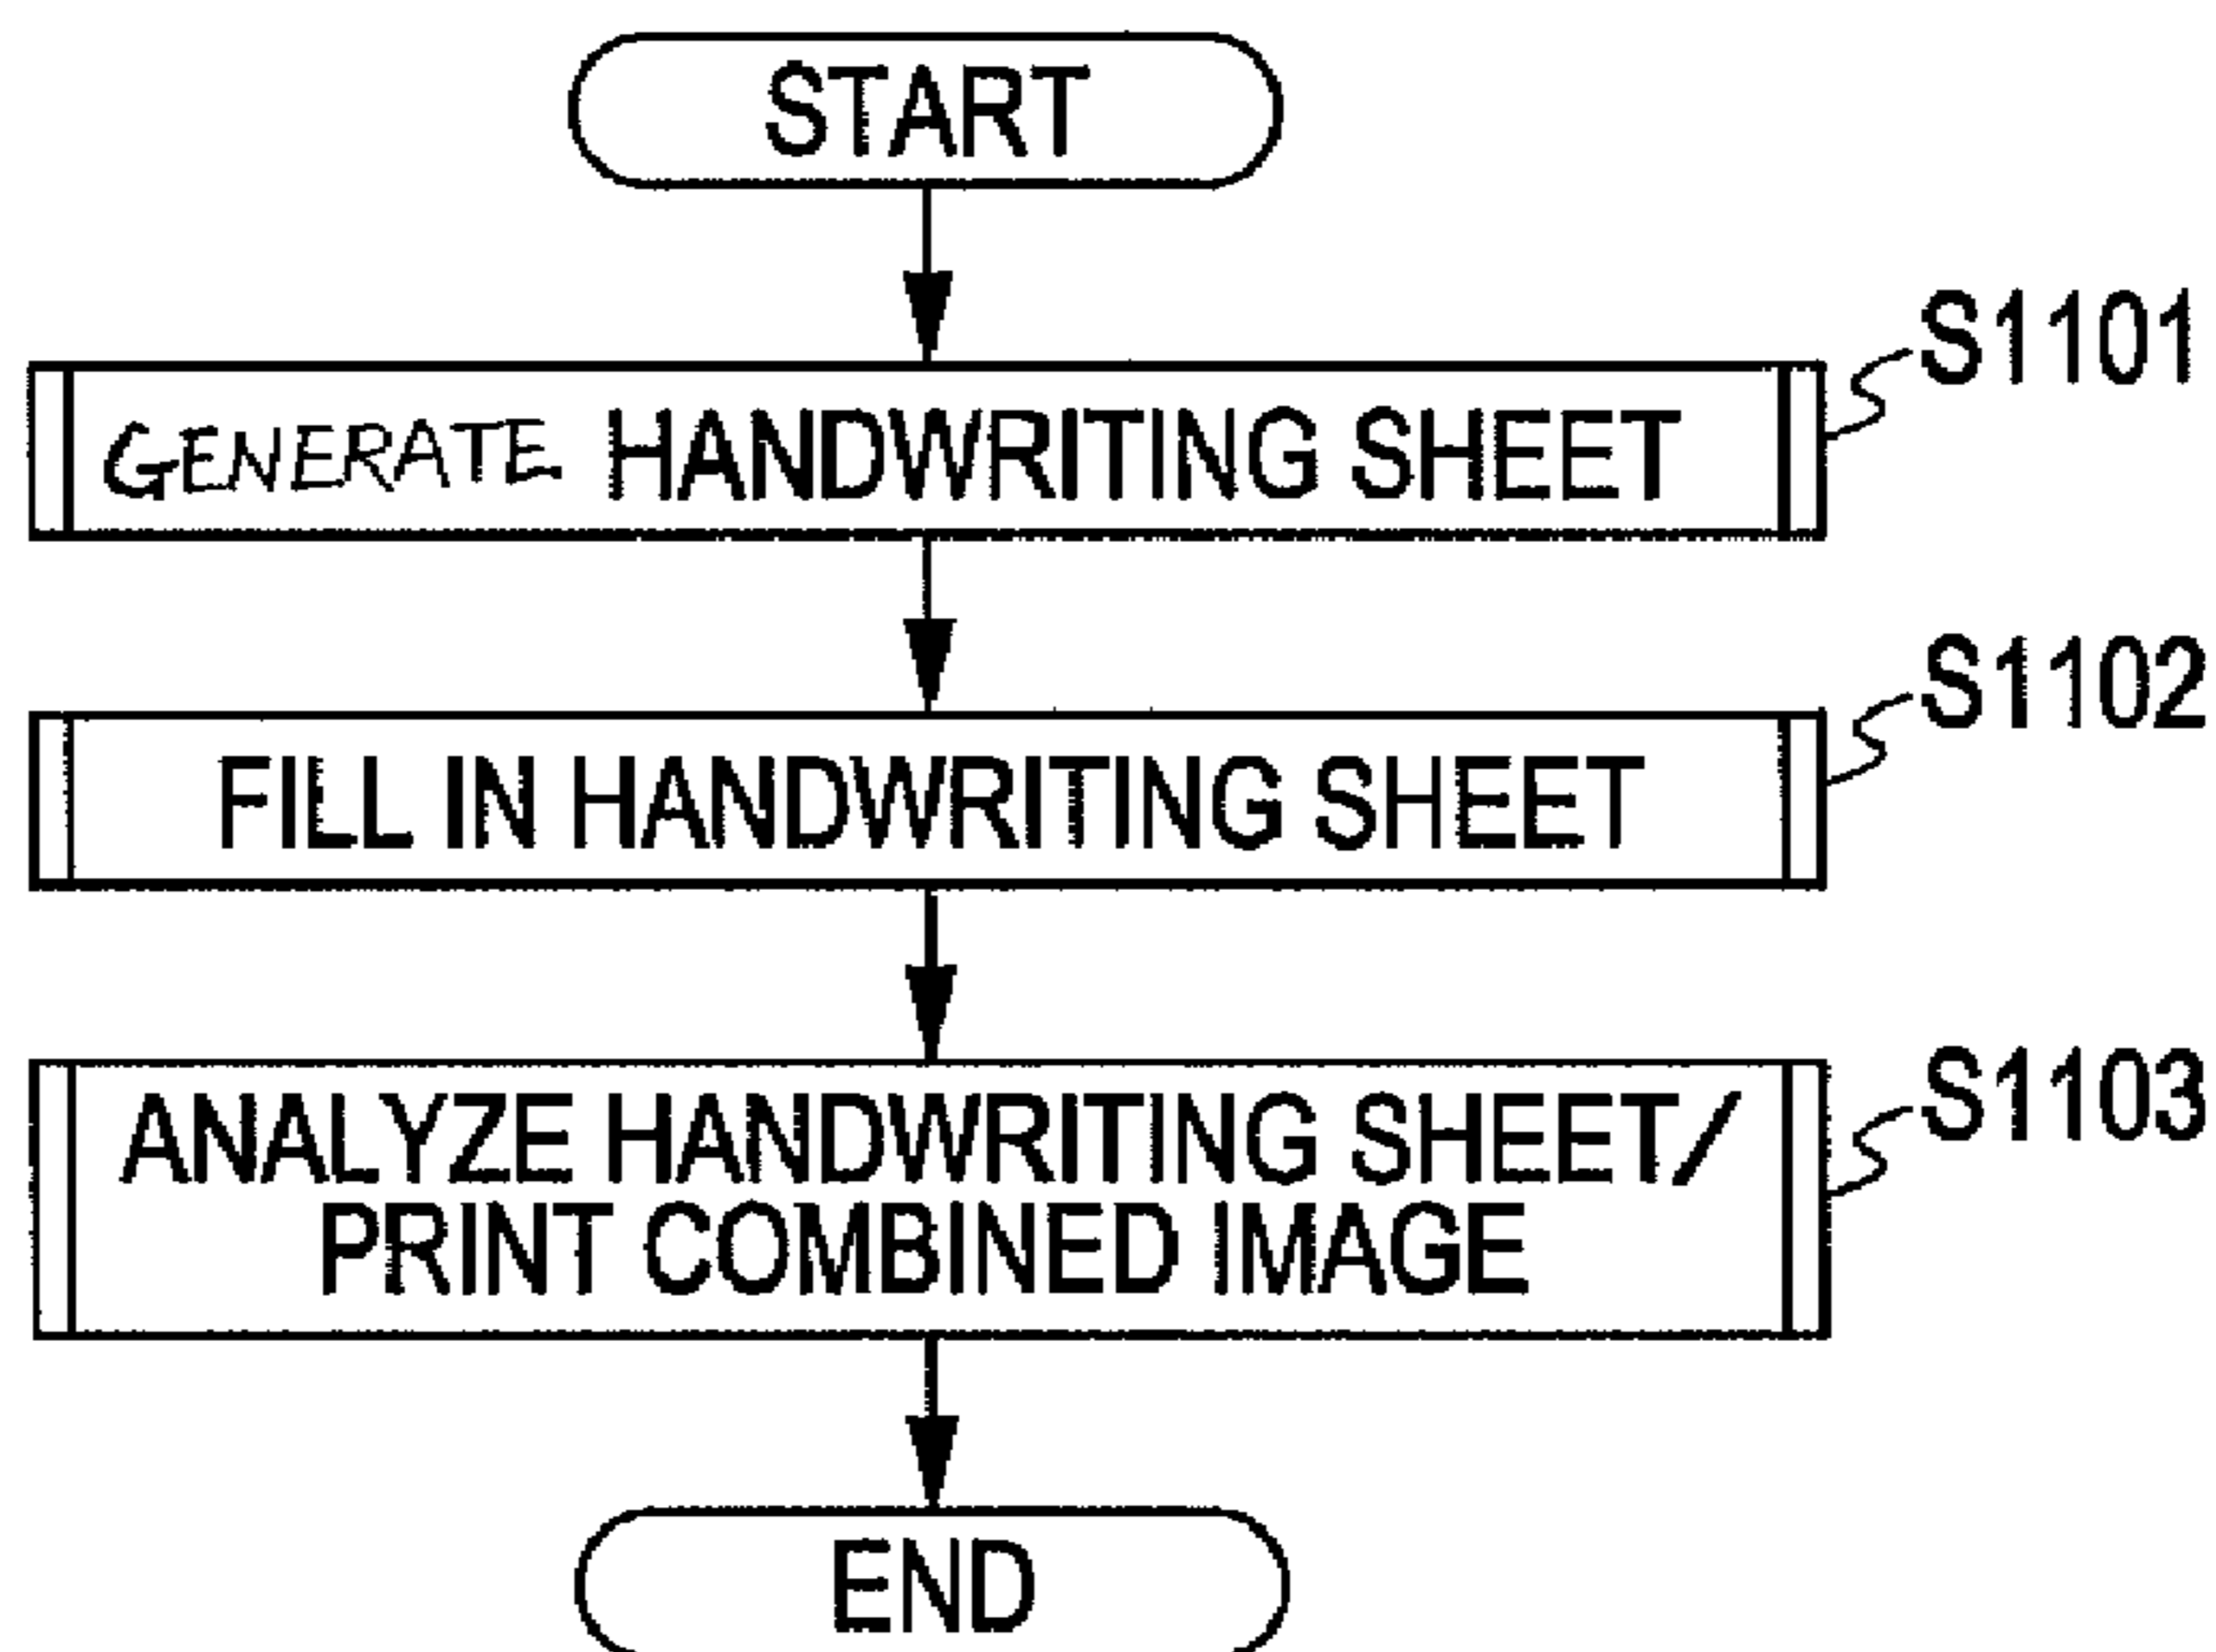 START
S1101
GENERATE HANDWRITING SHEET
S1102
FILL IN HANDWRITING SHEET
S1103
ANALYZE HANDWRITING SHEET/
PRINT COMBINED IMAGE
END